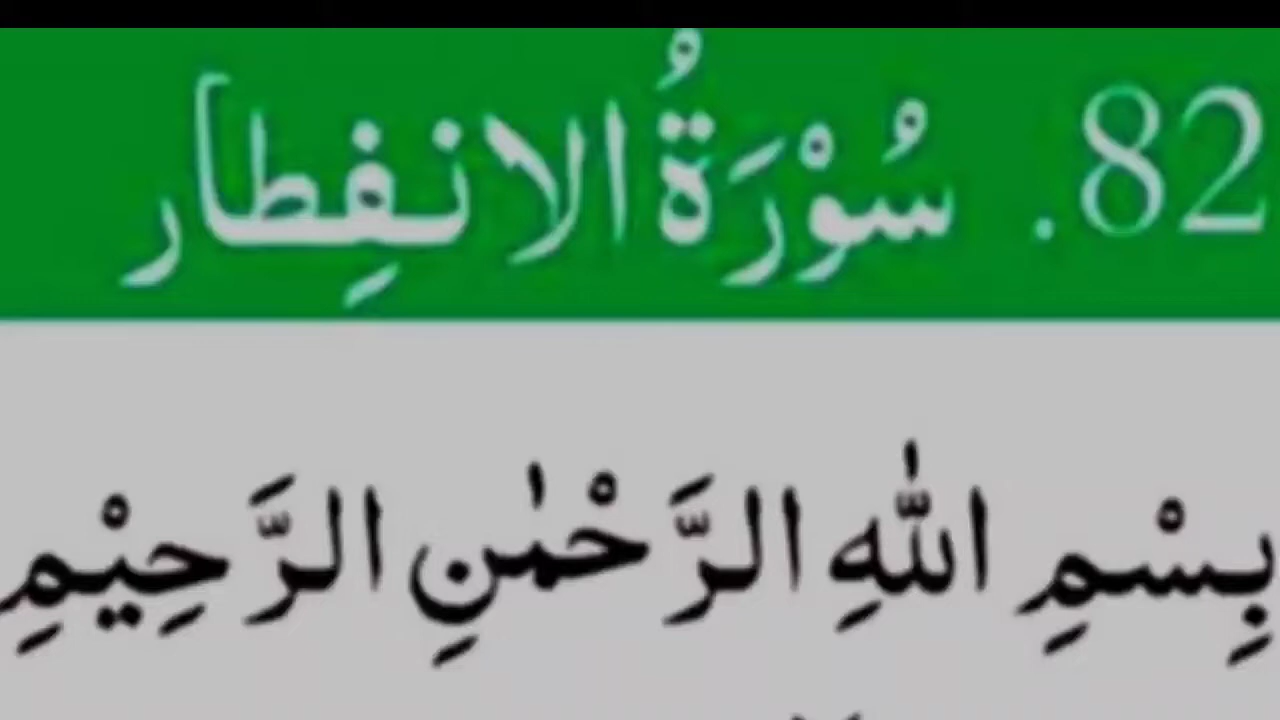 82. سُوْرَةُ الانفِطار
بِسْمِ اللّٰهِ الرَّحْمٰنِ الرَّحِيْمِ